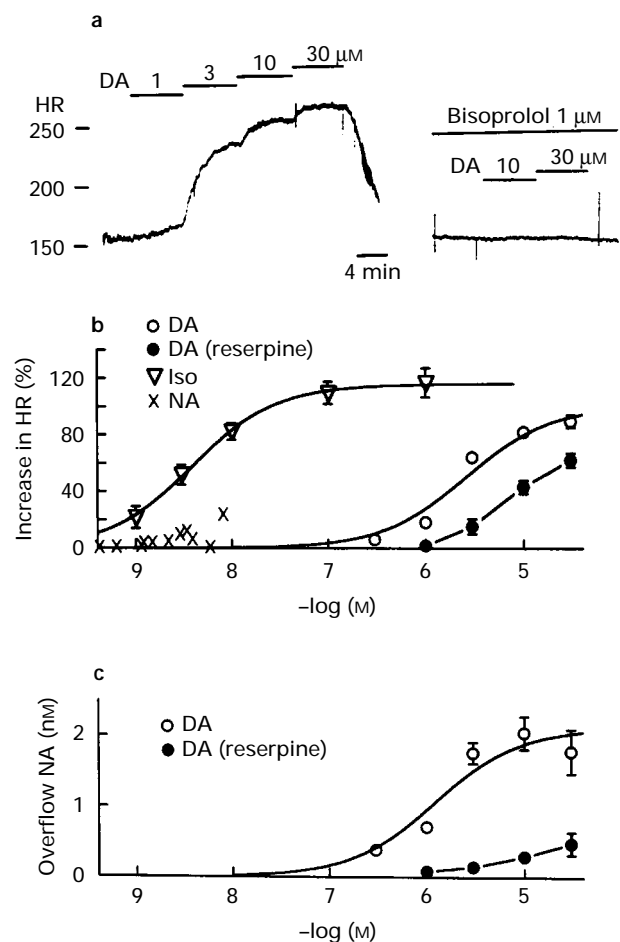 a
DA 1 3 10 30 µM
HR
250
200
150
4 min
Bisoprolol 1 µM
DA 10 30 µM
b
DA
DA (reserpine)
Iso
NA
Increase in HR (%)
120
80
40
0
9 8 7 6 5
–log (M)
c
DA
DA (reserpine)
Overflow NA (nM)
2
1
0
9 8 7 6 5
–log (M)